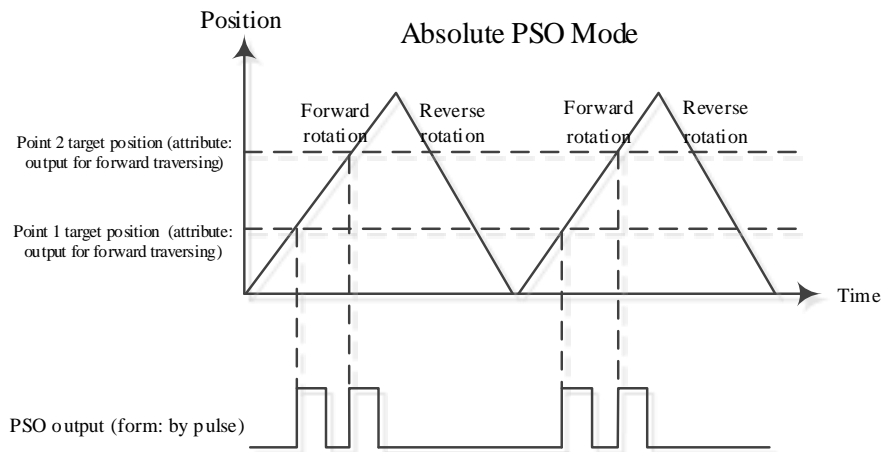 Position
Absolute PSO Mode
Forward
rotation
Reverse
rotation
Forward
rotation
Reverse
rotation
Point 2 target position (attribute:
output for forward traversing)
Point 1 target position (attribute:
output for forward traversing)
Time
PSO output (form: by pulse)